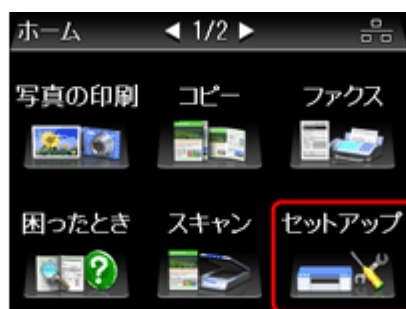 ホーム ◀ 1/2 ▶
写真の印刷 コピー ファクス
困ったとき スキャン セットアップ